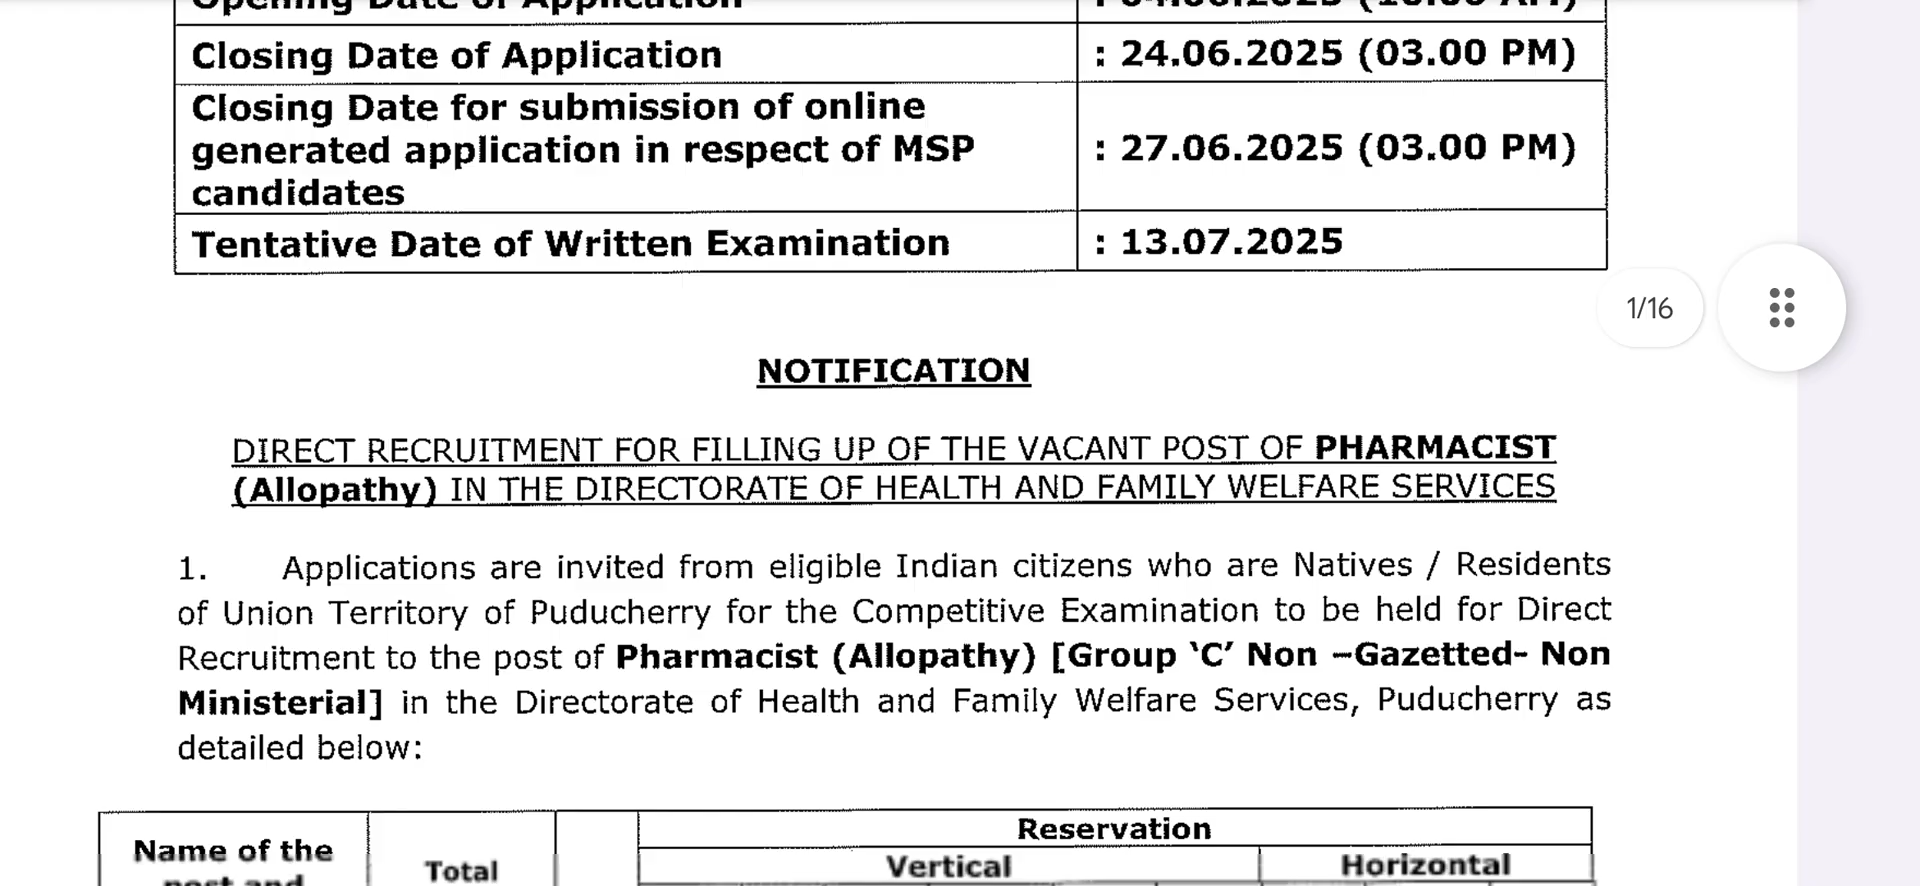 Opening Date of Application
Closing Date of Application : 24.06.2025 (03.00 PM)
Closing Date for submission of online
generated application in respect of MSP : 27.06.2025 (03.00 PM)
candidates
Tentative Date of Written Examination : 13.07.2025
1/16
NOTIFICATION
DIRECT RECRUITMENT FOR FILLING UP OF THE VACANT POST OF PHARMACIST
(Allopathy) IN THE DIRECTORATE OF HEALTH AND FAMILY WELFARE SERVICES
1. Applications are invited from eligible Indian citizens who are Natives / Residents
of Union Territory of Puducherry for the Competitive Examination to be held for Direct
Recruitment to the post of Pharmacist (Allopathy) [Group ‘C’ Non –Gazetted- Non
Ministerial] in the Directorate of Health and Family Welfare Services, Puducherry as
detailed below:
Reservation
Name of the Total Vertical Horizontal
post and